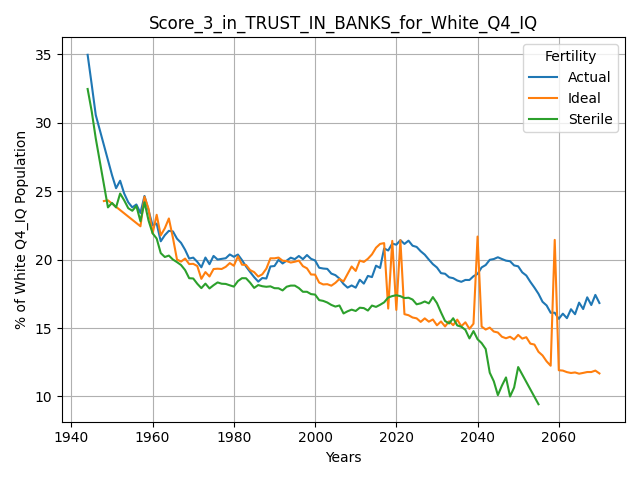 Score_3_in_TRUST_IN_BANKS_for_White_Q4_IQ
Fertility
Actual
Ideal
Sterile
% of White Q4_IQ Population
35
30
25
20
15
10
1940 1960 1980 2000 2020 2040 2060
Years